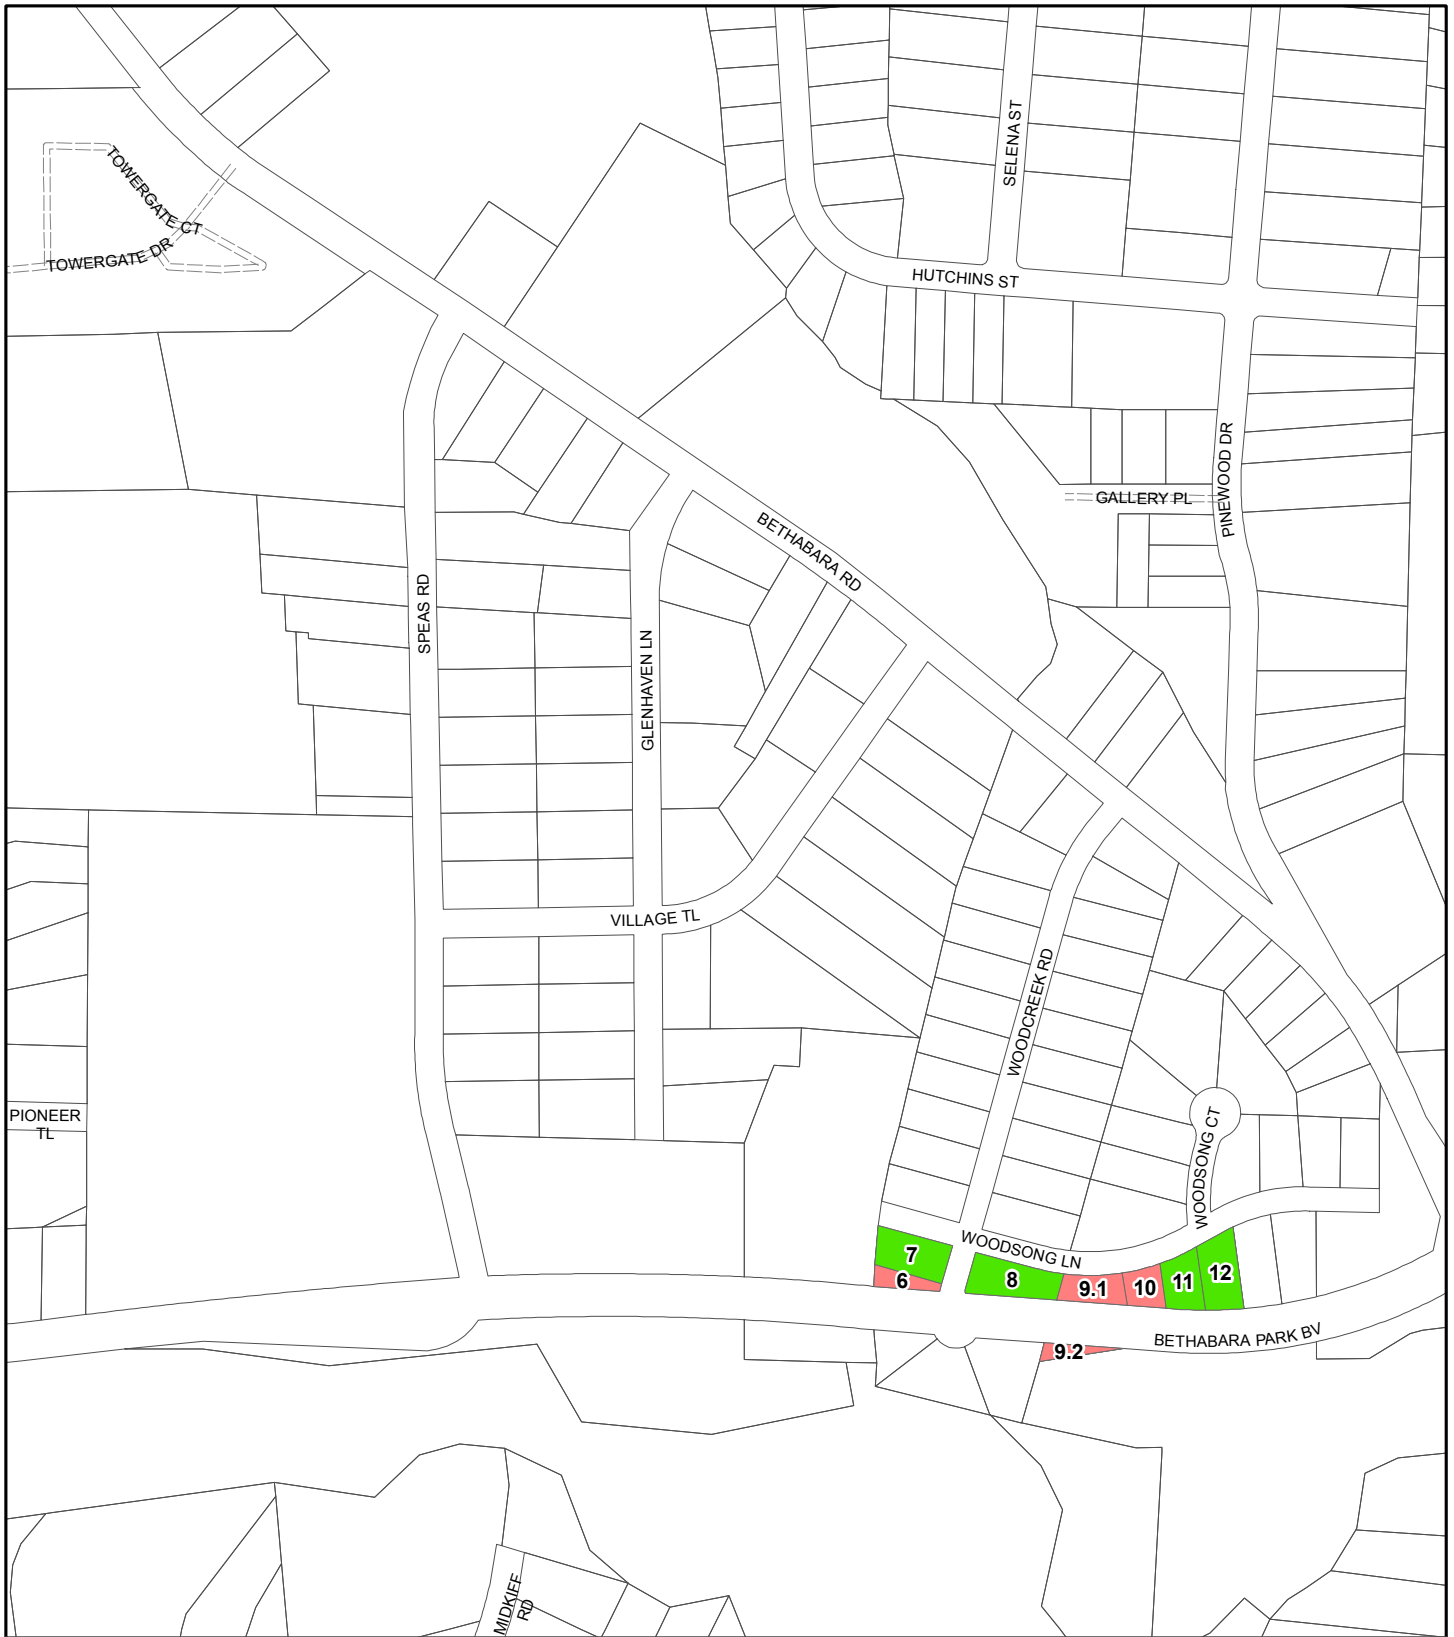 SELENA ST
TOWERGATE CT
TOWERGATE DR
HUTCHINS ST
PINEWOOD DR
GALLERY PL
BETHABARA RD
SPEAS RD
GLENHAVEN LN
VILLAGE TL
WOODCREEK RD
PIONEER
TL
WOODSONG CT
WOODSONG LN
7
6
8
9.1
10
11
12
BETHABARA PARK BV
9.2
MIDKIFF
RD